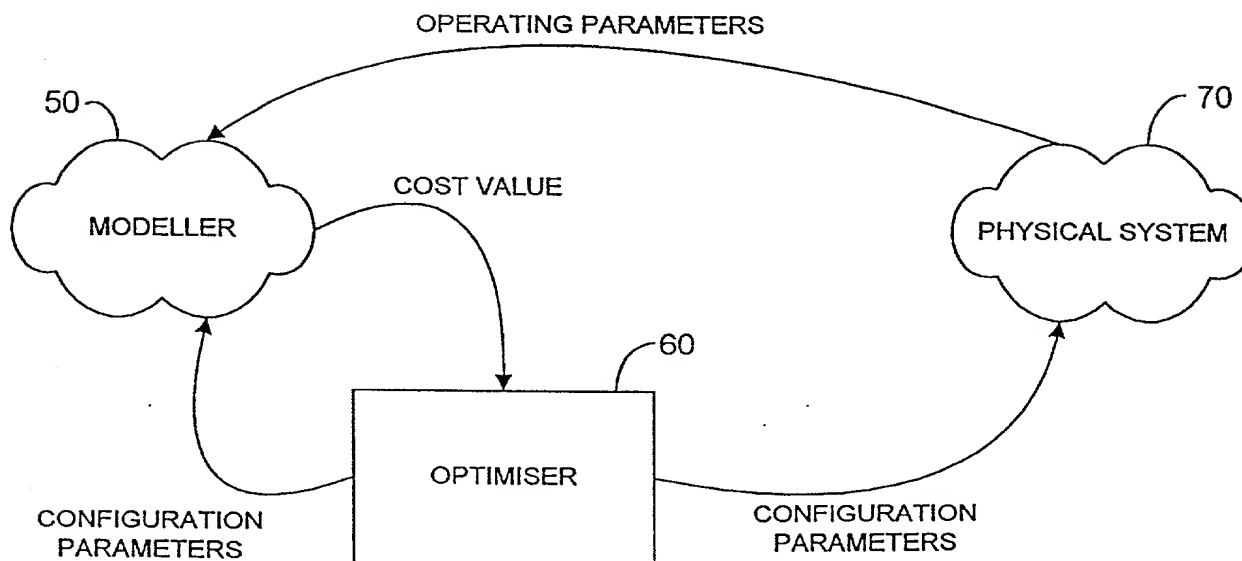 OPERATING PARAMETERS
50
70
COST VALUE
MODELLER
PHYSICAL SYSTEM
60
OPTIMISER
CONFIGURATION
PARAMETERS
CONFIGURATION
PARAMETERS